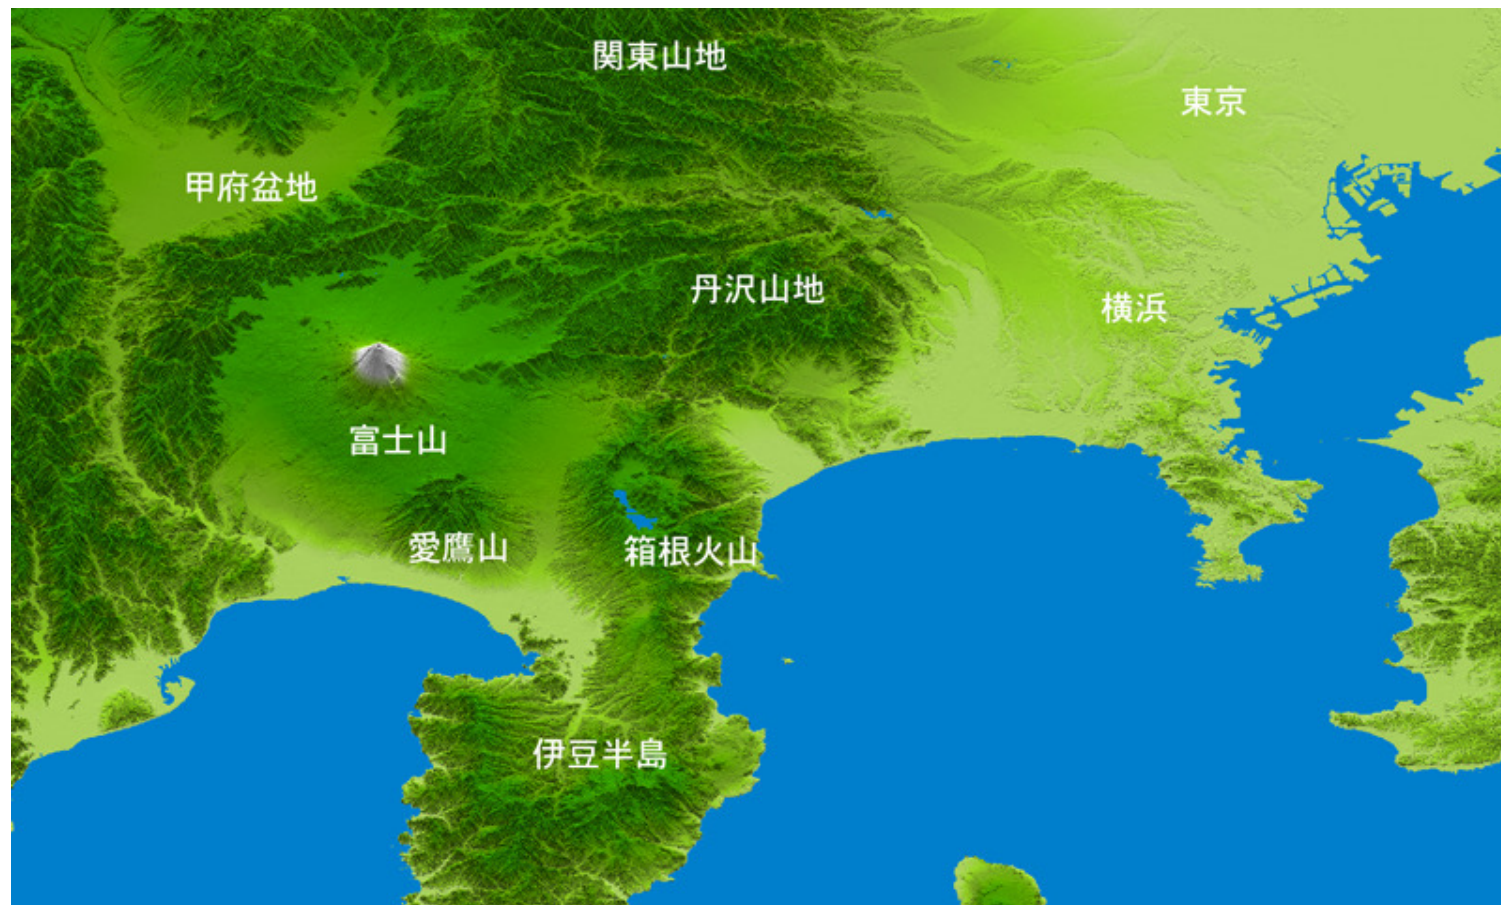 関東山地
東京
甲府盆地
丹沢山地
横浜
富士山
愛鷹山
箱根火山
伊豆半島